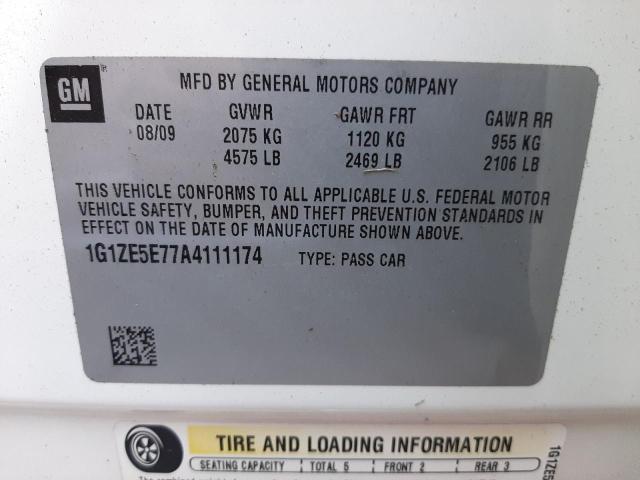 GM
MFD BY GENERAL MOTORS COMPANY
DATE GVWR GAWR FRT GAWR RR
08/09 2075 KG 1120 KG 955 KG
4575 LB 2469 LB 2106 LB
THIS VEHICLE CONFORMS TO ALL APPLICABLE U.S. FEDERAL MOTOR
VEHICLE SAFETY, BUMPER, AND THEFT PREVENTION STANDARDS IN
EFFECT ON THE DATE OF MANUFACTURE SHOWN ABOVE.
1G1ZE5E77A4111174 TYPE: PASS CAR
TIRE AND LOADING INFORMATION
SEATING CAPACITY TOTAL 5 FRONT 2 REAR 3
1G1ZE5